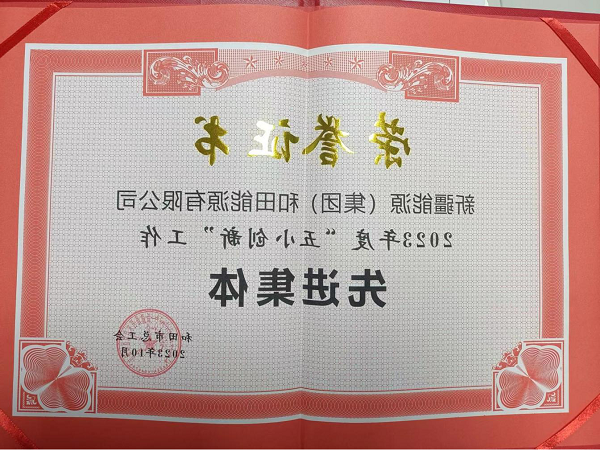 荣誉证书
新疆能源（集团）和田能源有限公司
2023年度“五小创新”工作
先进集体
和田市总工会
2023年10月